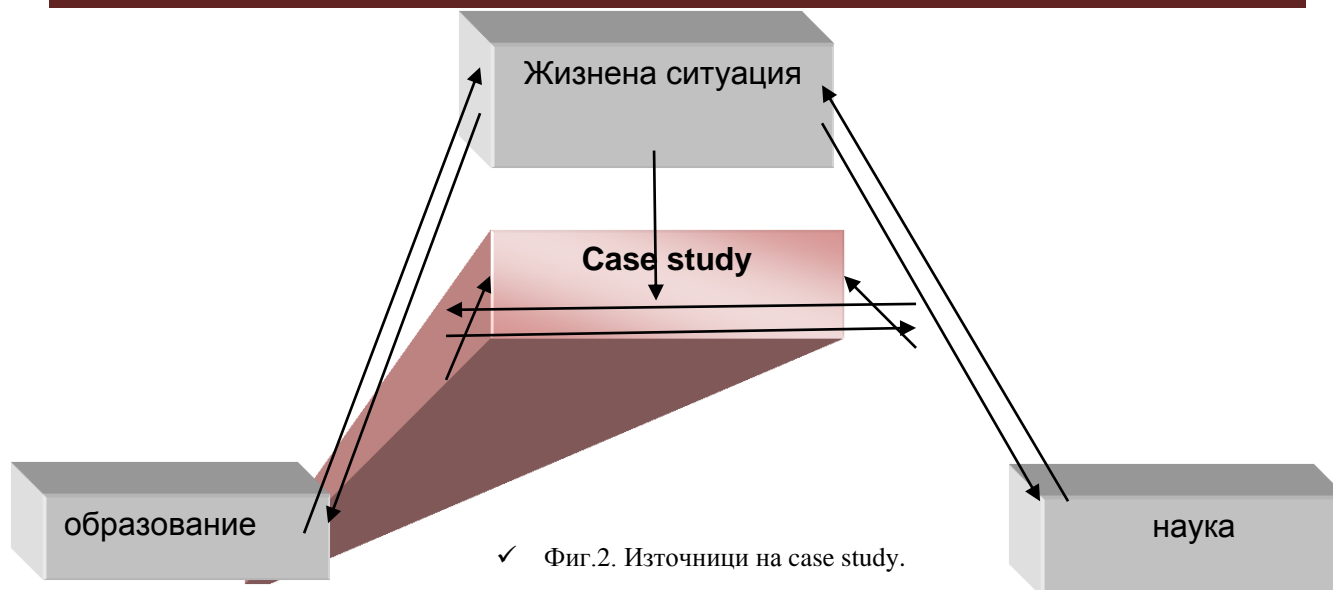 Жизнена ситуация
Case study
образование
наука
✓ Фиг.2. Източници на case study.